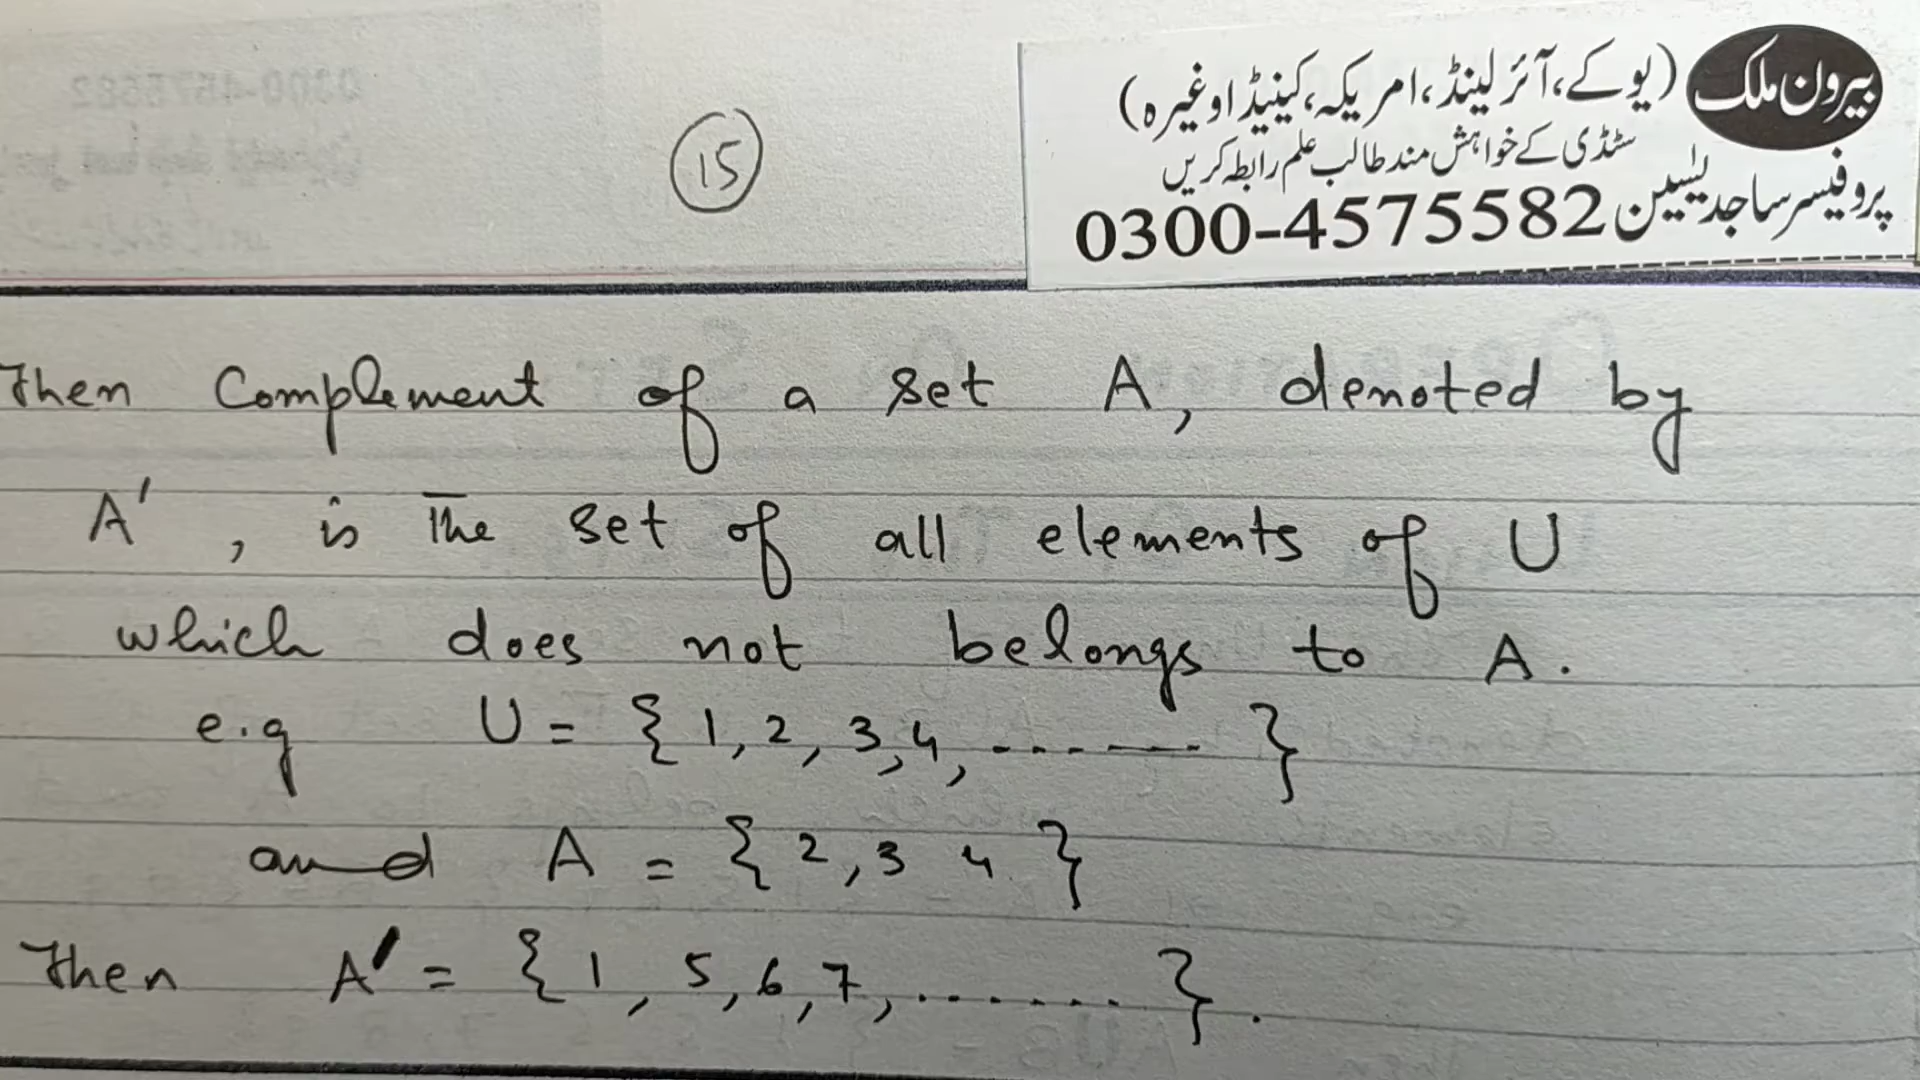 15
بیرون ملک (یوکے، آئرلینڈ، امریکہ، کینیڈا وغیرہ)
سٹڈی کے خواہش مند طالب علم رابطہ کریں
پروفیسر ساجد یٰسین 0300-4575582
Then Complement of a set A, denoted by
A' , is The set of all elements of U
which does not belongs to A.
e.g U = { 1, 2, 3, 4, ....... }
and A = { 2, 3 4 }
Then A' = { 1, 5, 6, 7, ....... }.